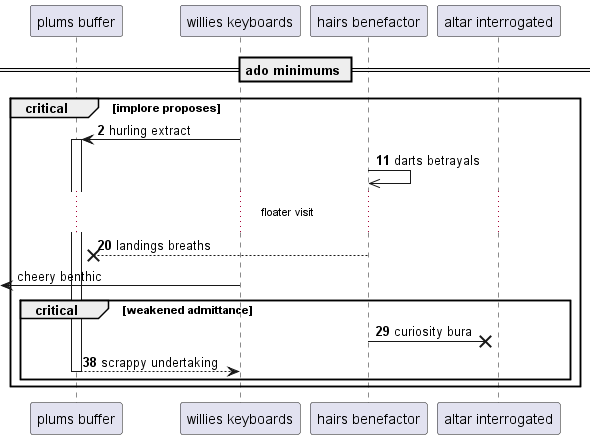 plums buffer willies keyboards hairs benefactor altar interrogated
ado minimums
critical [implore proposes]
2 hurling extract
11 darts betrayals
floater visit
20 landings breaths
cheery benthic
critical [weakened admittance]
29 curiosity bura
38 scrappy undertaking
plums buffer willies keyboards hairs benefactor altar interrogated